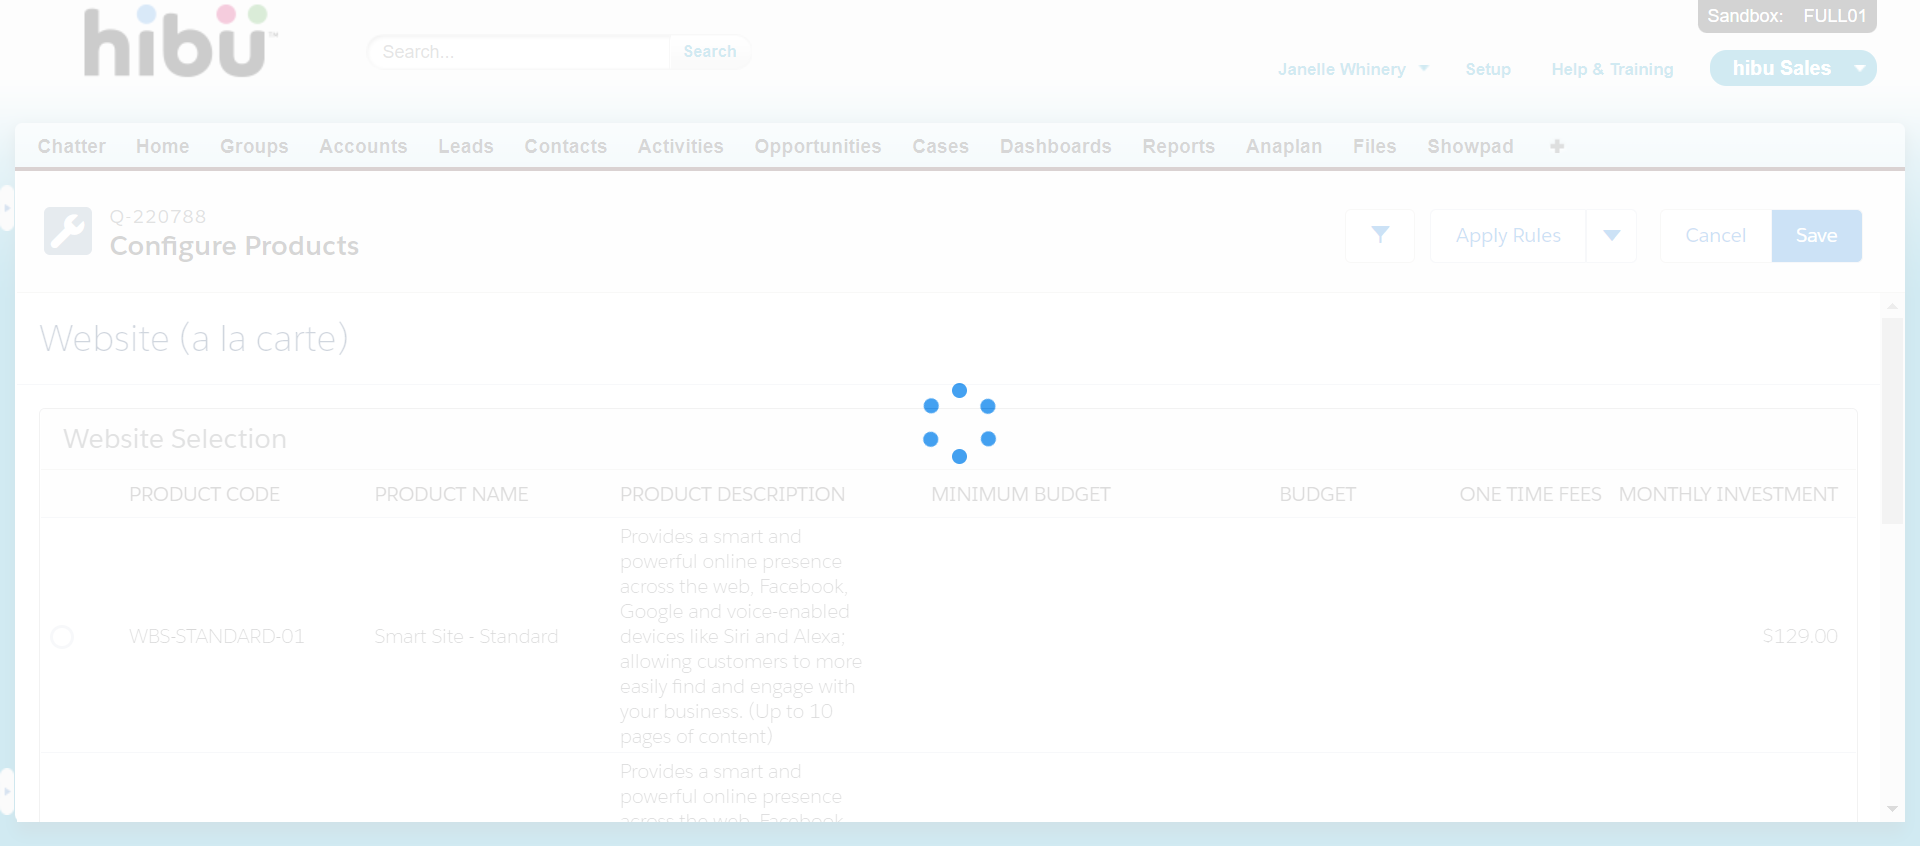 hibu™
Search...
Search
Sandbox: FULL01
Janelle Whinery
Setup
Help & Training
hibu Sales
Chatter Home Groups Accounts Leads Contacts Activities Opportunities Cases Dashboards Reports Anaplan Files Showpad
Q-220788
Configure Products
Apply Rules
Cancel
Save
Website (a la carte)
Website Selection
PRODUCT CODE PRODUCT NAME PRODUCT DESCRIPTION MINIMUM BUDGET BUDGET ONE TIME FEES MONTHLY INVESTMENT
WBS-STANDARD-01
Smart Site - Standard
Provides a smart and
powerful online presence
across the web, Facebook,
Google and voice-enabled
devices like Siri and Alexa;
allowing customers to more
easily find and engage with
your business. (Up to 10
pages of content)
$129.00
Provides a smart and
powerful online presence
across the web, Facebook,